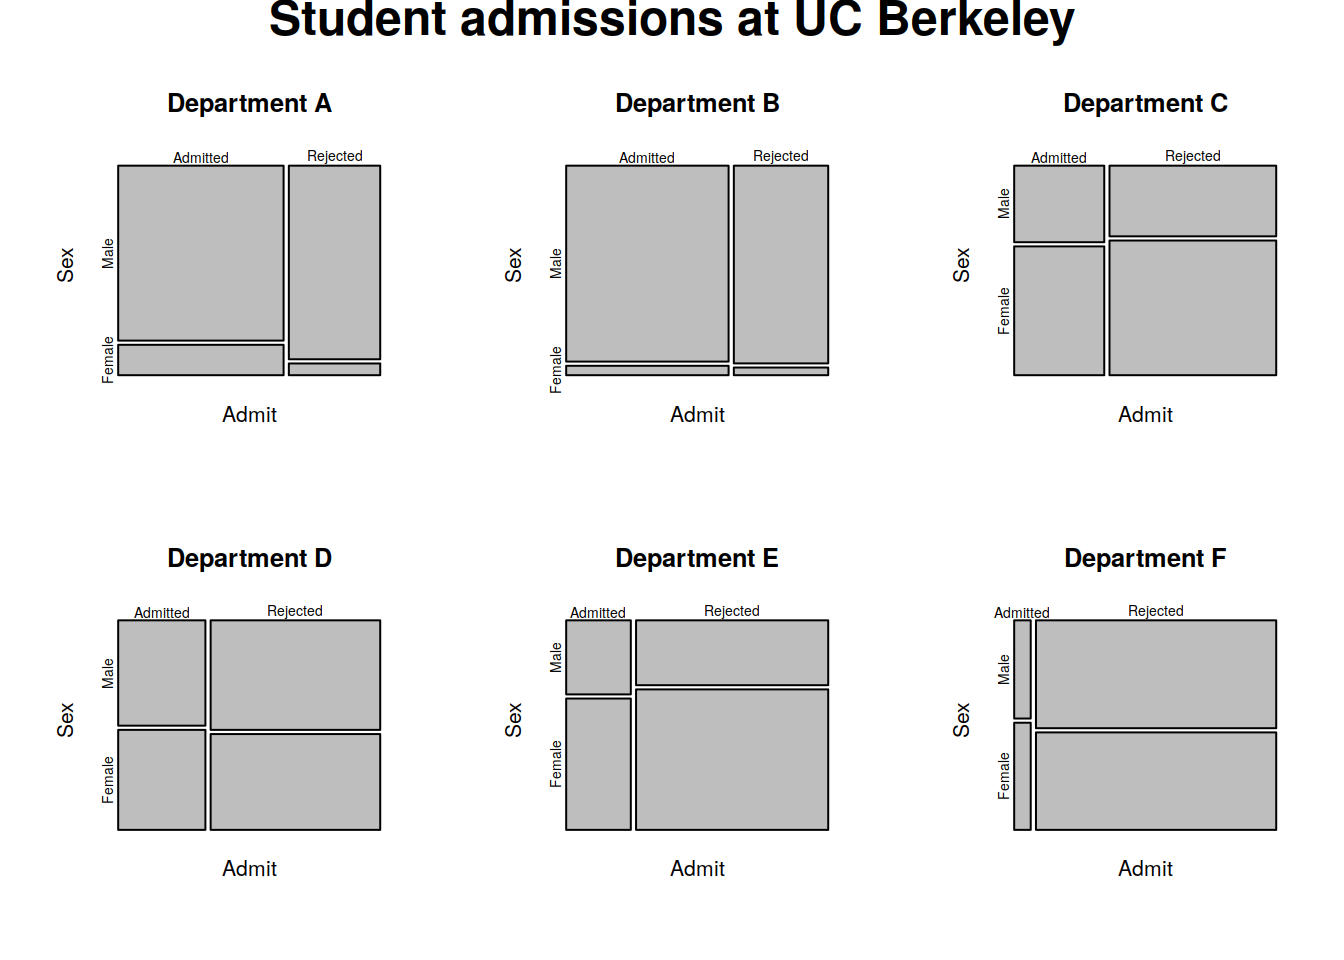 Student admissions at UC Berkeley
Department A
Admitted
Rejected
Male
Female
Sex
Admit
Department B
Admitted
Rejected
Male
Female
Sex
Admit
Department C
Admitted
Rejected
Male
Female
Sex
Admit
Department D
Admitted
Rejected
Male
Female
Sex
Admit
Department E
Admitted
Rejected
Male
Female
Sex
Admit
Department F
Admitted
Rejected
Male
Female
Sex
Admit